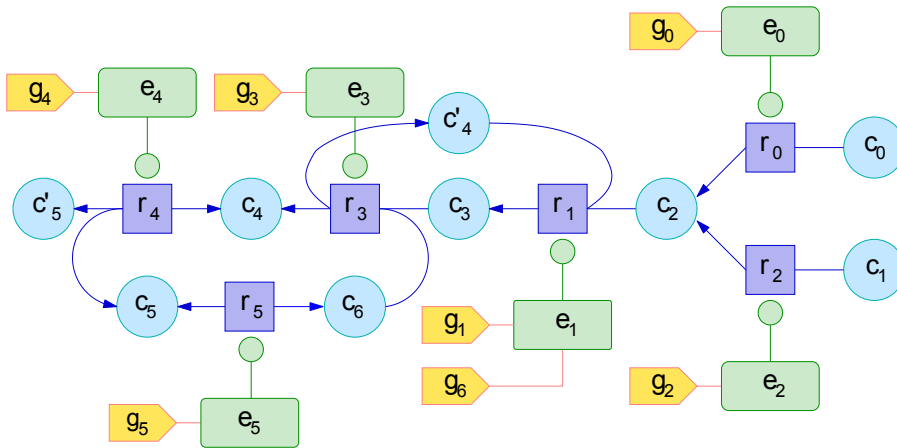 g₀ e₀
g₄ e₄ g₃ e₃
c'₄ r₀ c₀
c'₅ r₄ c₄ r₃ c₃ r₁ c₂
r₂ c₁
c₅ r₅ c₆
g₁ e₁
g₆ g₂ e₂
g₅ e₅